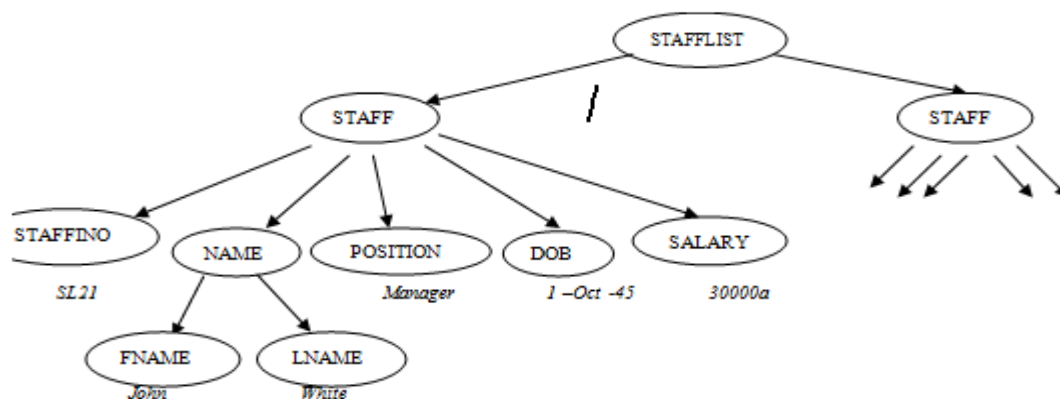 STAFFLIST
STAFF STAFF
STAFFINO NAME POSITION DOB SALARY
SL21 Manager 1 –Oct -45 30000a
FNAME LNAME
John White